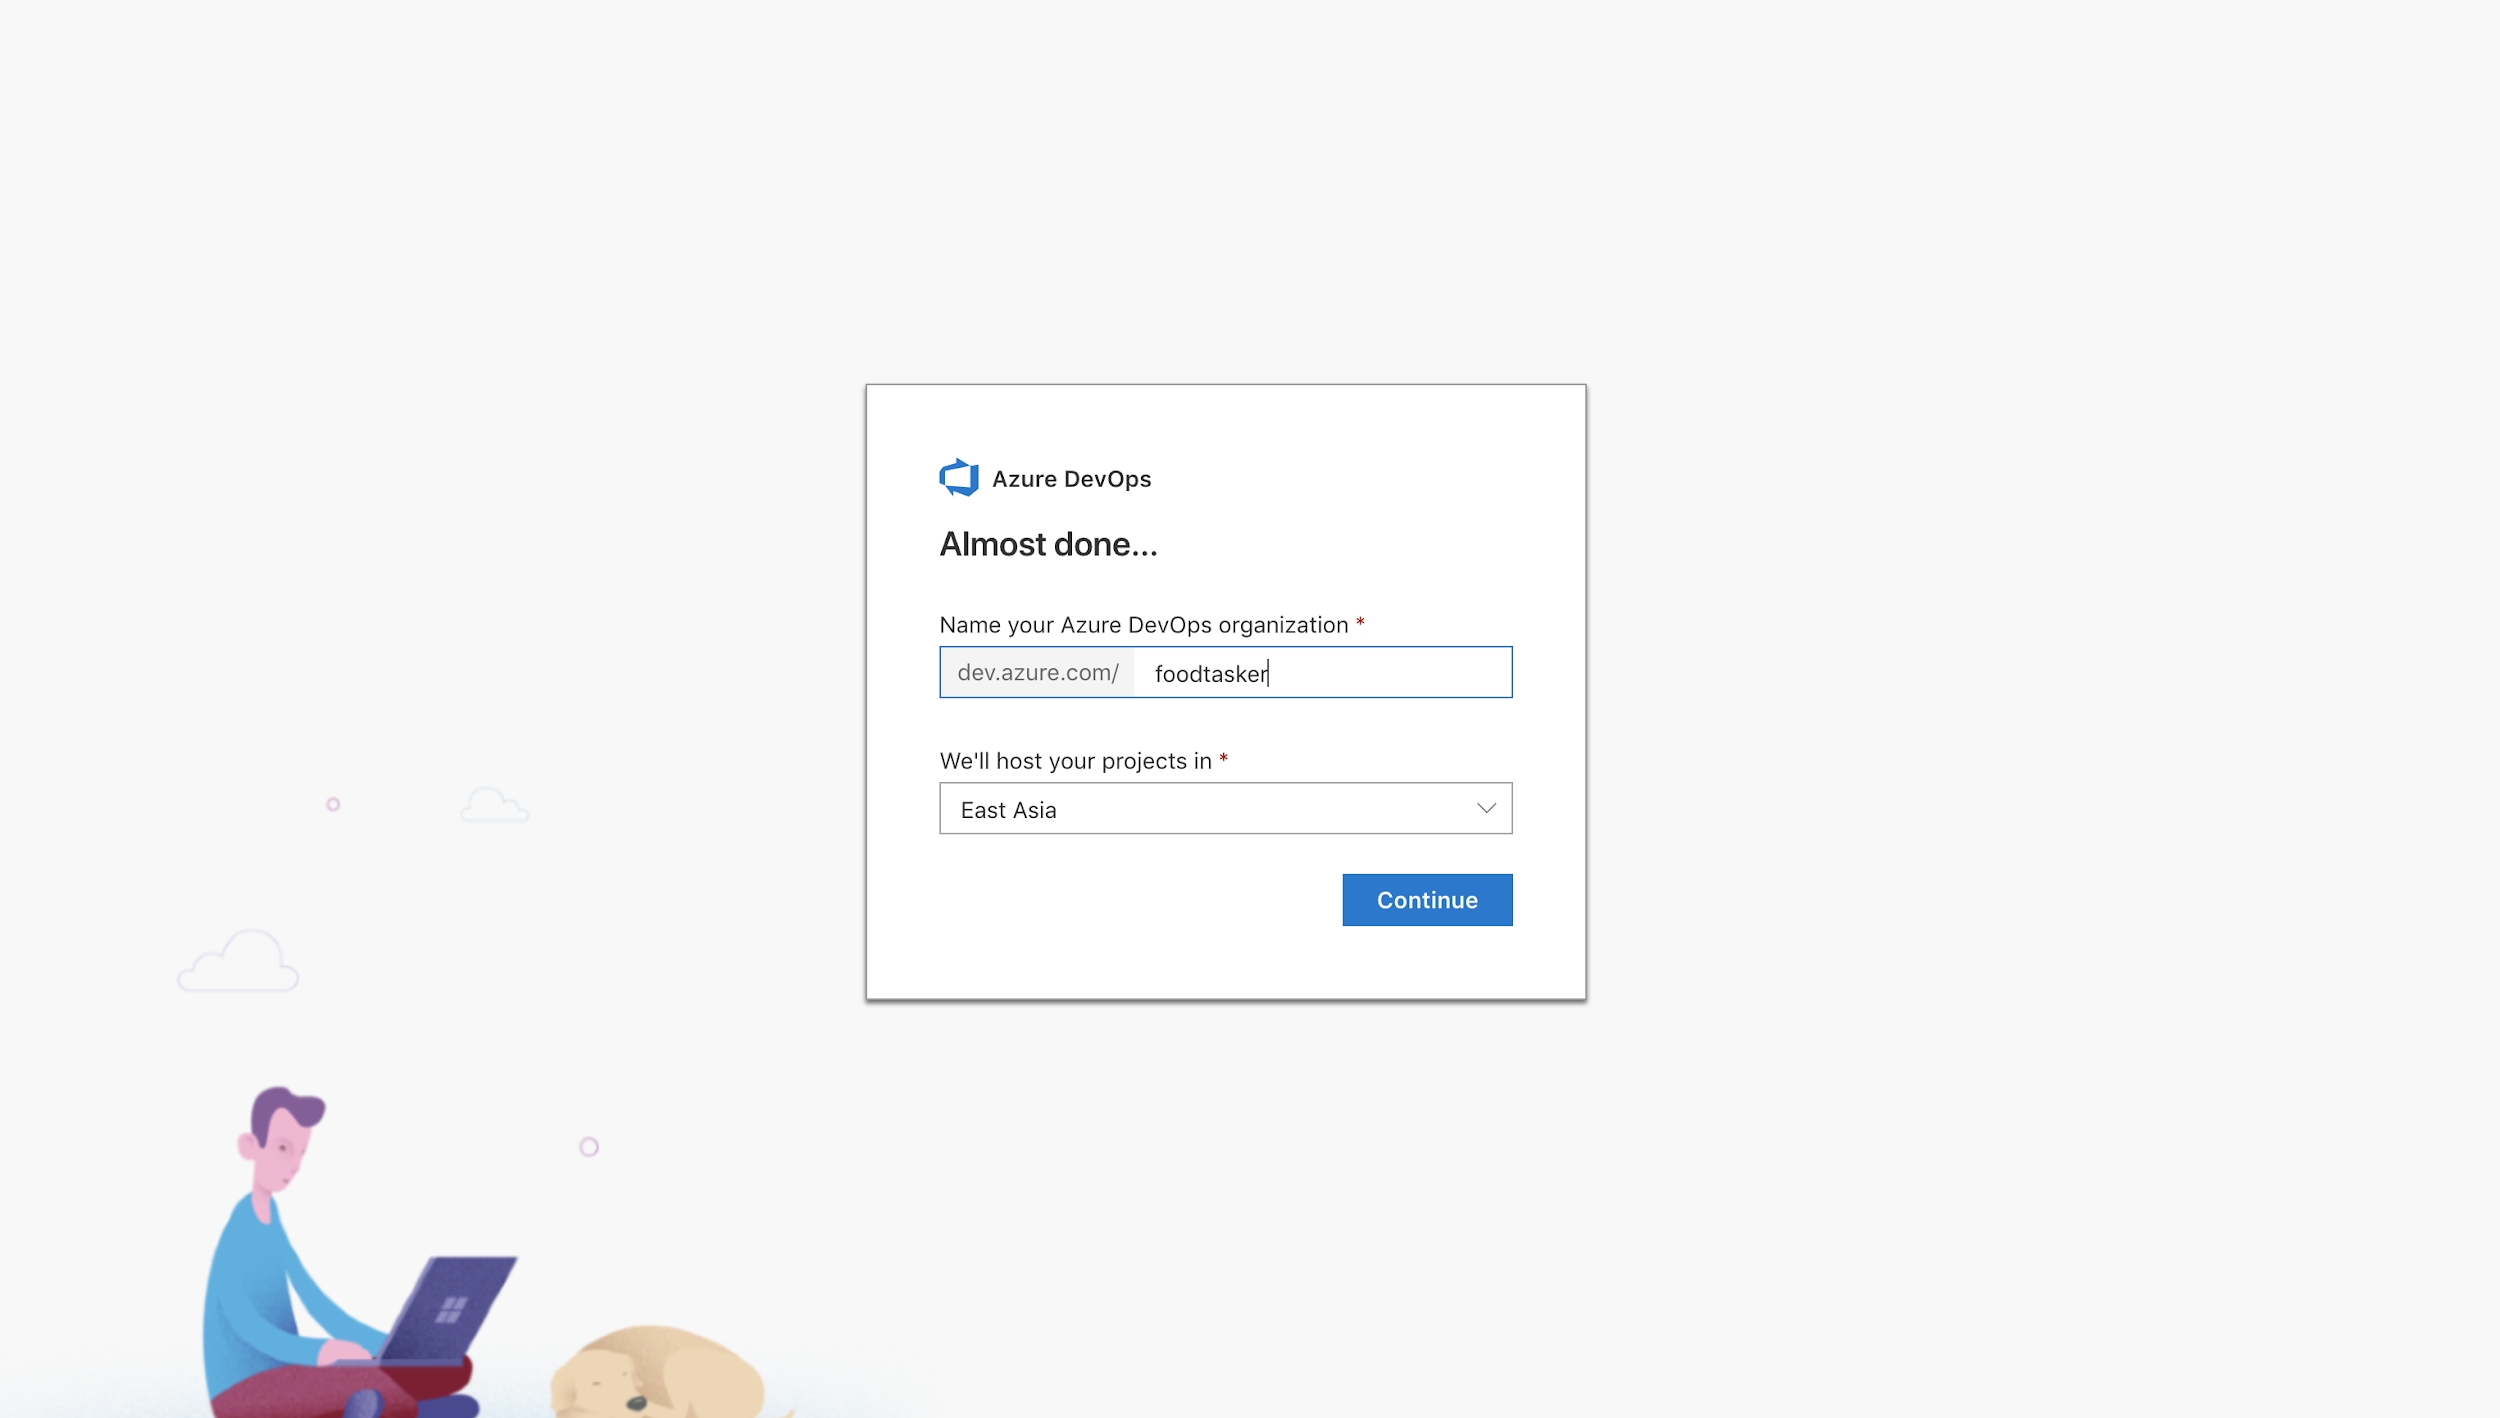 Azure DevOps
Almost done...
Name your Azure DevOps organization *
dev.azure.com/ foodtasker
We'll host your projects in *
East Asia
Continue